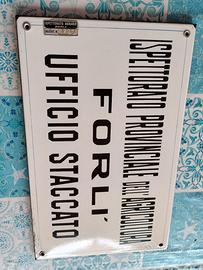 ISPETTORATO PROVINCIALE DELL'AGRICOLTURA
FORLI'
UFFICIO STACCATO